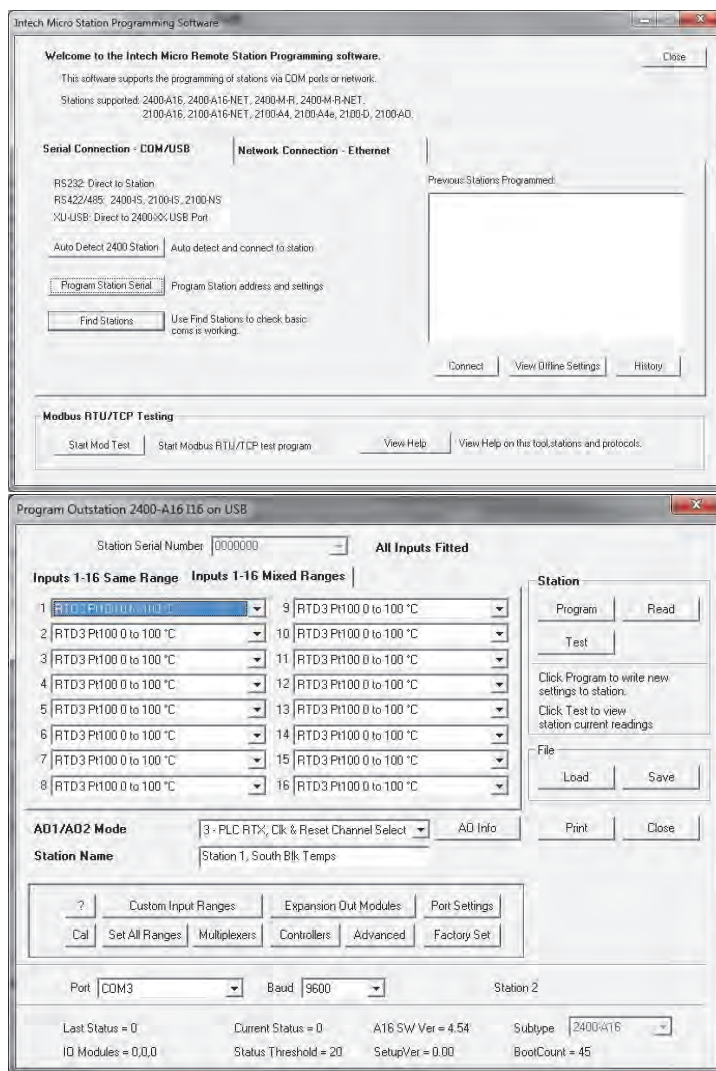 Intech Micro Station Programming Software
Welcome to the Intech Micro Remote Station Programming software.
Close
This software supports the programming of stations via COM ports or network.
Stations supported: 2400-A16, 2400-A16-NET, 2400-M-R, 2400-M-R-NET.
2100-A16, 2100-A16-NET, 2100-A4, 2100-A4e, 2100-D, 2100-AO.
Serial Connection - COM/USB
Network Connection - Ethernet
RS232: Direct to Station
RS422/485: 2400-IS, 2100-IS, 2100-NS
XU-USB: Direct to 2400-XX USB Port
Previous Stations Programmed:
Auto Detect 2400 Station Auto detect and connect to station
Program Station Serial Program Station address and settings
Find Stations Use Find Stations to check basic
coms is working.
Connect View Offline Settings History
Modbus RTU/TCP Testing
Start Mod Test Start Modbus RTU/TCP test program View Help View Help on this tool,stations and protocols.
Program Outstation 2400-A16 I16 on USB
Station Serial Number 0000000 All Inputs Fitted
Inputs 1-16 Same Range Inputs 1-16 Mixed Ranges
1 RTD3 Pt100 0 to 100 °C 9 RTD3 Pt100 0 to 100 °C
2 RTD3 Pt100 0 to 100 °C 10 RTD3 Pt100 0 to 100 °C
3 RTD3 Pt100 0 to 100 °C 11 RTD3 Pt100 0 to 100 °C
4 RTD3 Pt100 0 to 100 °C 12 RTD3 Pt100 0 to 100 °C
5 RTD3 Pt100 0 to 100 °C 13 RTD3 Pt100 0 to 100 °C
6 RTD3 Pt100 0 to 100 °C 14 RTD3 Pt100 0 to 100 °C
7 RTD3 Pt100 0 to 100 °C 15 RTD3 Pt100 0 to 100 °C
8 RTD3 Pt100 0 to 100 °C 16 RTD3 Pt100 0 to 100 °C
Station
Program Read
Test
Click Program to write new
settings to station.
Click Test to view
station current readings
File
Load Save
AO1/AO2 Mode 3 - PLC RTX, Clk & Reset Channel Select AO Info Print Close
Station Name Station 1, South Blk Temps
? Custom Input Ranges Expansion Out Modules Port Settings
Cal Set All Ranges Multiplexers Controllers Advanced Factory Set
Port COM3 Baud 9600 Station 2
Last Status = 0 Current Status = 0 A16 SW Ver = 4.54 Subtype 2400-A16
IO Modules = 0,0,0 Status Threshold = 20 SetupVer = 0.00 BootCount = 45